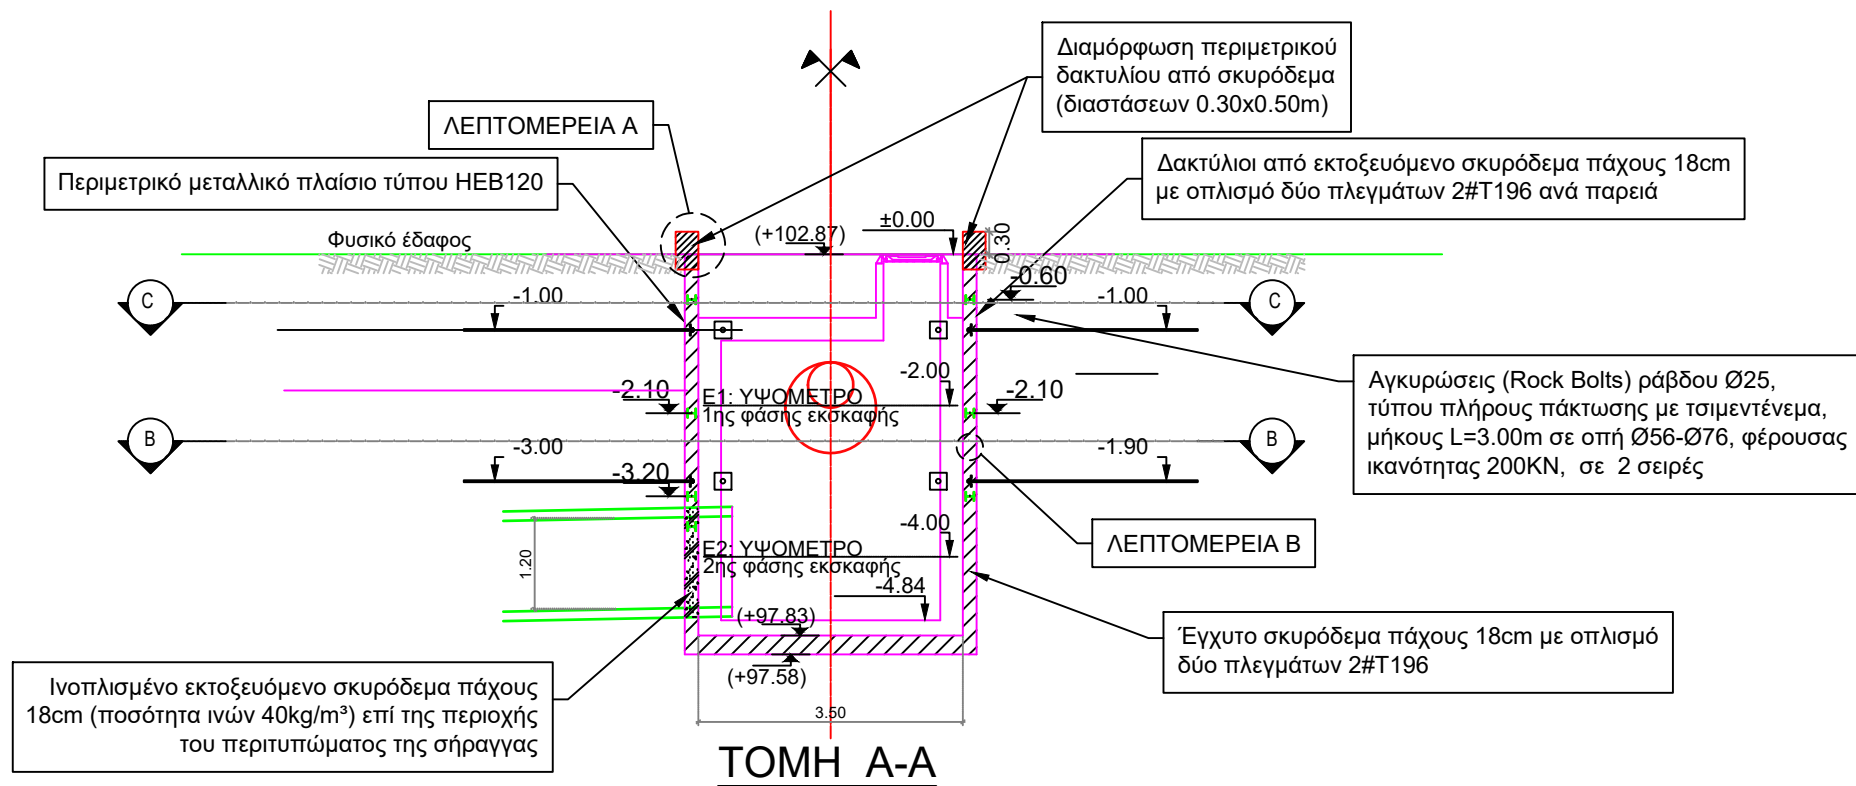 Διαμόρφωση περιμετρικού
δακτυλίου από σκυρόδεμα
(διαστάσεων 0.30x0.50m)
ΛΕΠΤΟΜΕΡΕΙΑ Α
Περιμετρικό μεταλλικό πλαίσιο τύπου HEB120
Δακτύλιοι από εκτοξευόμενο σκυρόδεμα πάχους 18cm
με οπλισμό δύο πλεγμάτων 2#Τ196 ανά παρειά
Φυσικό έδαφος
(+102.87)
±0.00
0.30
-0.60
C
-1.00
-1.00
C
-2.10
Ε1: ΥΨΟΜΕΤΡΟ
1ης φάσης εκσκαφής
-2.00
-2.10
Αγκυρώσεις (Rock Bolts) ράβδου Ø25,
τύπου πλήρους πάκτωσης με τσιμεντένεμα,
μήκους L=3.00m σε οπή Ø56-Ø76, φέρουσας
ικανότητας 200KN, σε 2 σειρές
B
-3.00
-1.90
B
-3.20
-4.00
ΛΕΠΤΟΜΕΡΕΙΑ Β
1.20
Ε2: ΥΨΟΜΕΤΡΟ
2ης φάσης εκσκαφής
-4.84
(+97.83)
Έγχυτο σκυρόδεμα πάχους 18cm με οπλισμό
δύο πλεγμάτων 2#Τ196
(+97.58)
Ινοπλισμένο εκτοξευόμενο σκυρόδεμα πάχους
18cm (ποσότητα ινών 40kg/m³) επί της περιοχής
του περιτυπώματος της σήραγγας
3.50
ΤΟΜΗ Α-Α